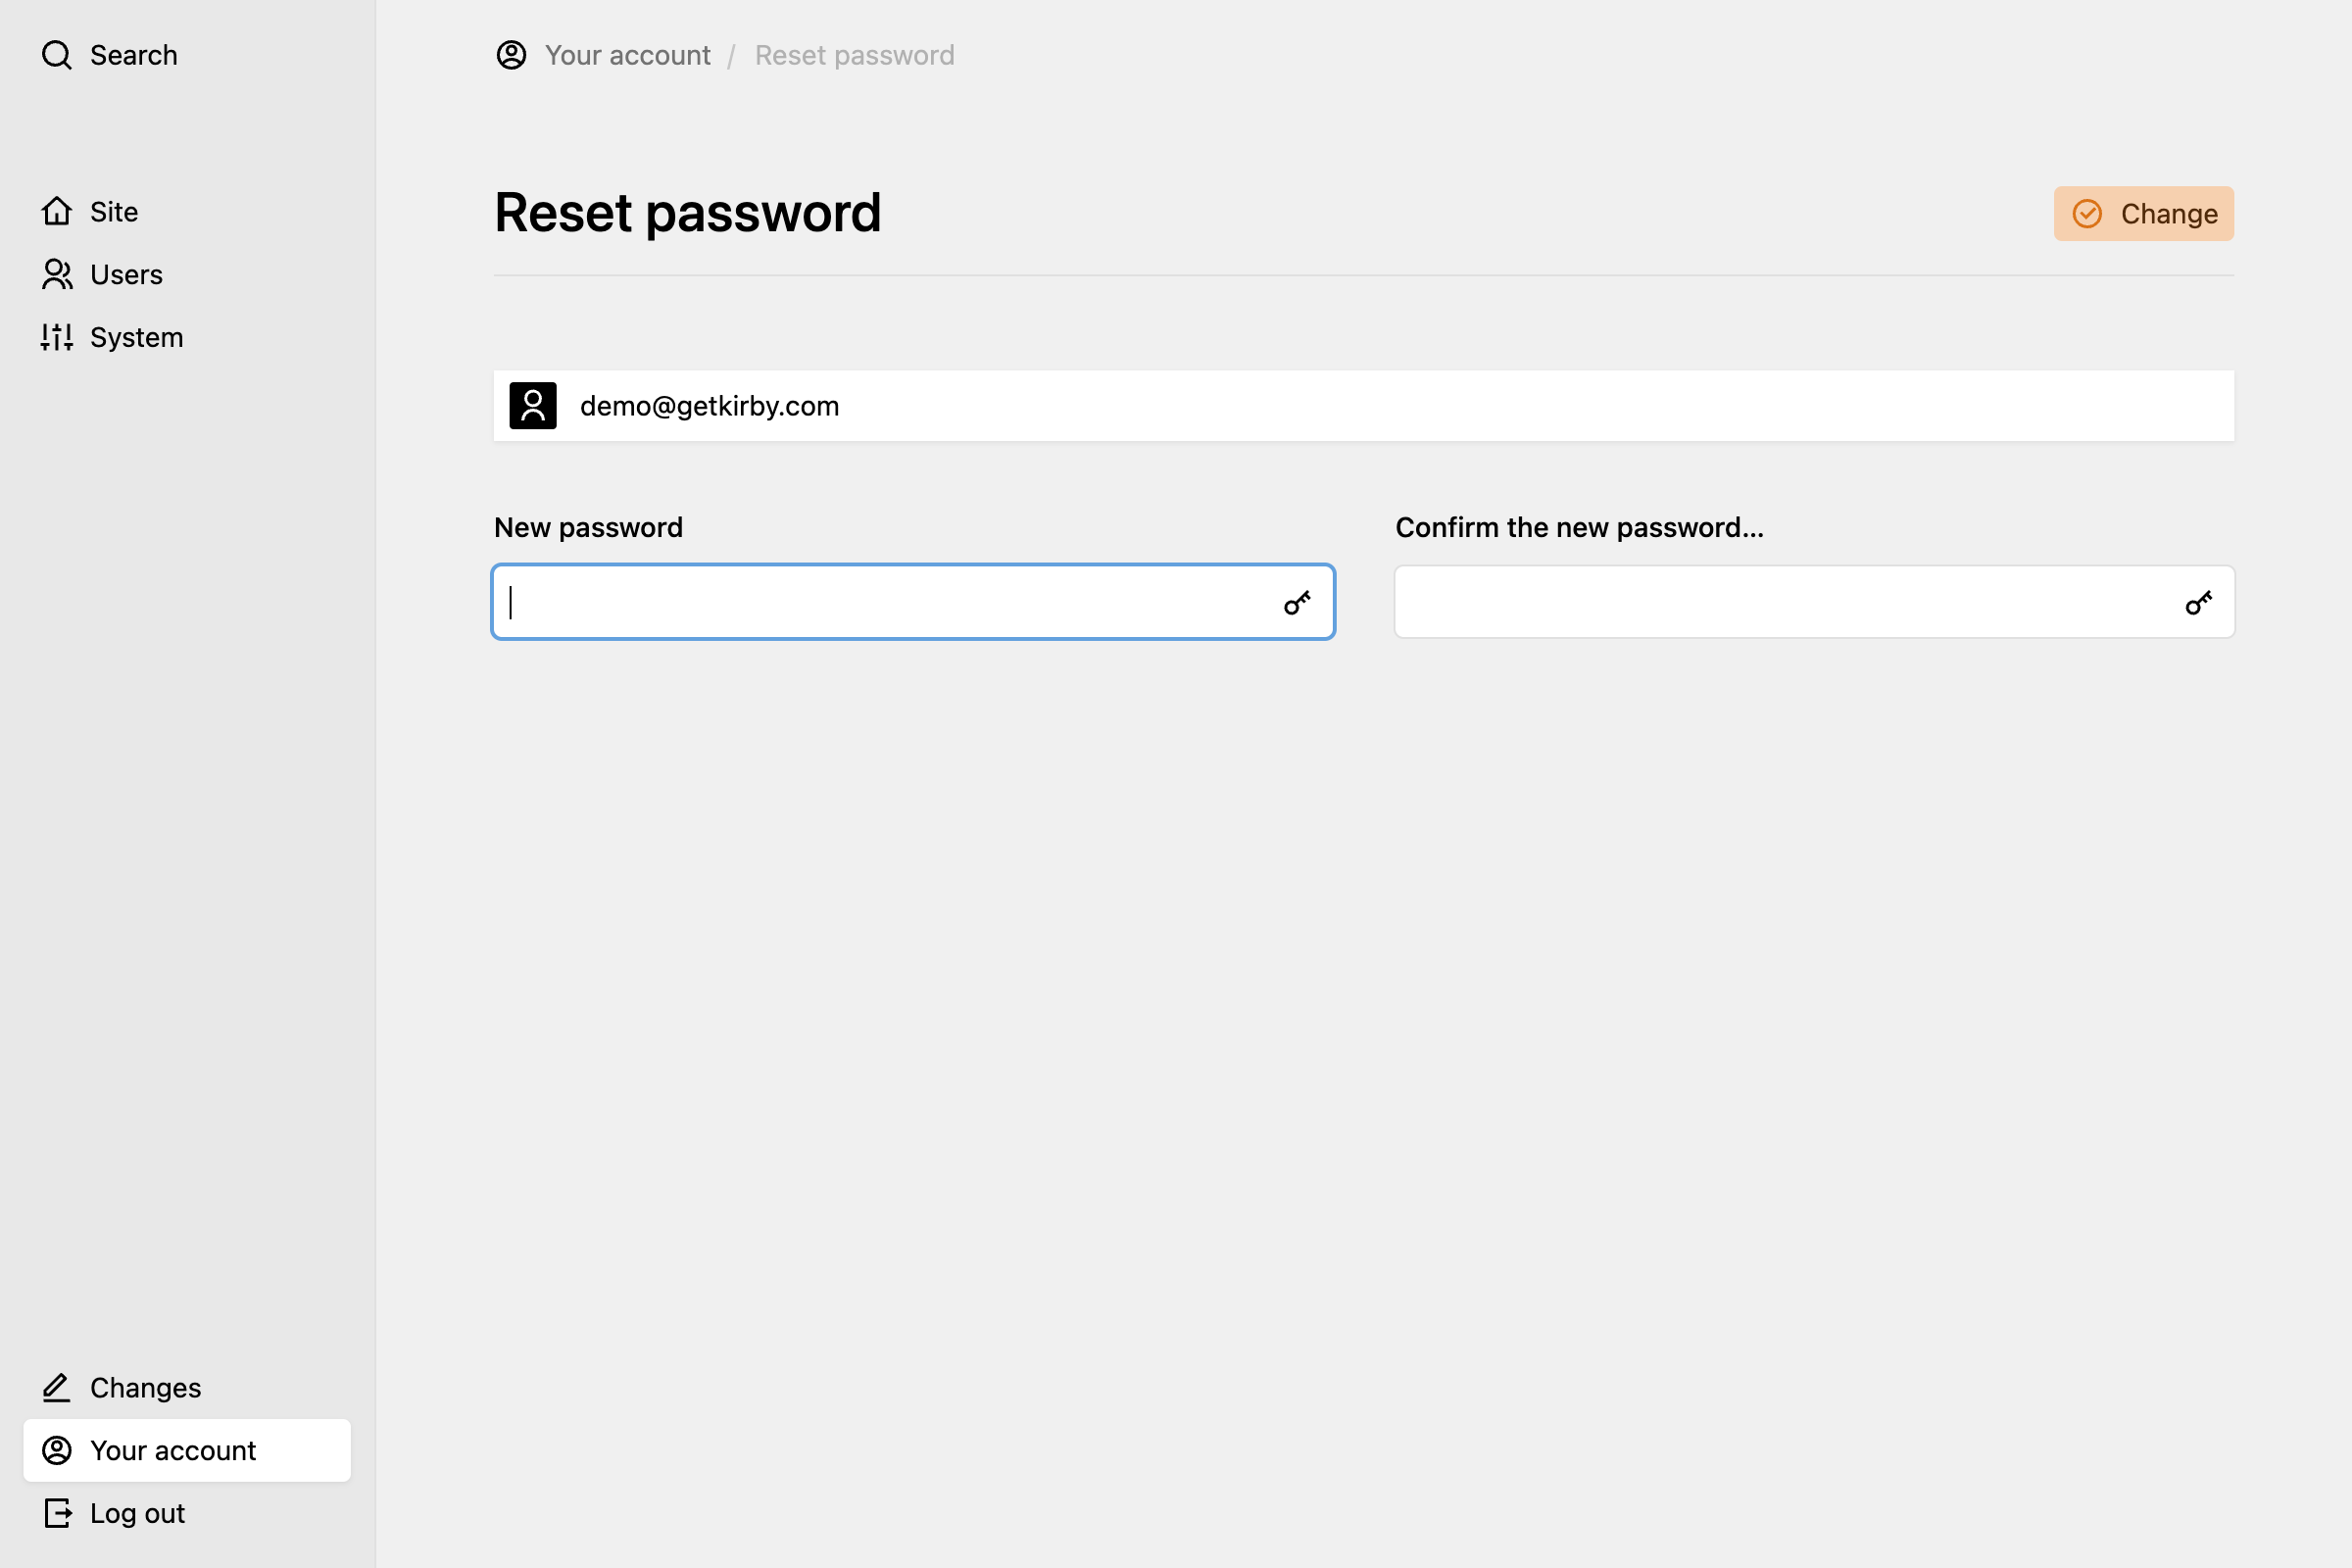 Search
Your account / Reset password
Site
Users
System
Reset password
Change
demo@getkirby.com
New password
Confirm the new password...
Changes
Your account
Log out